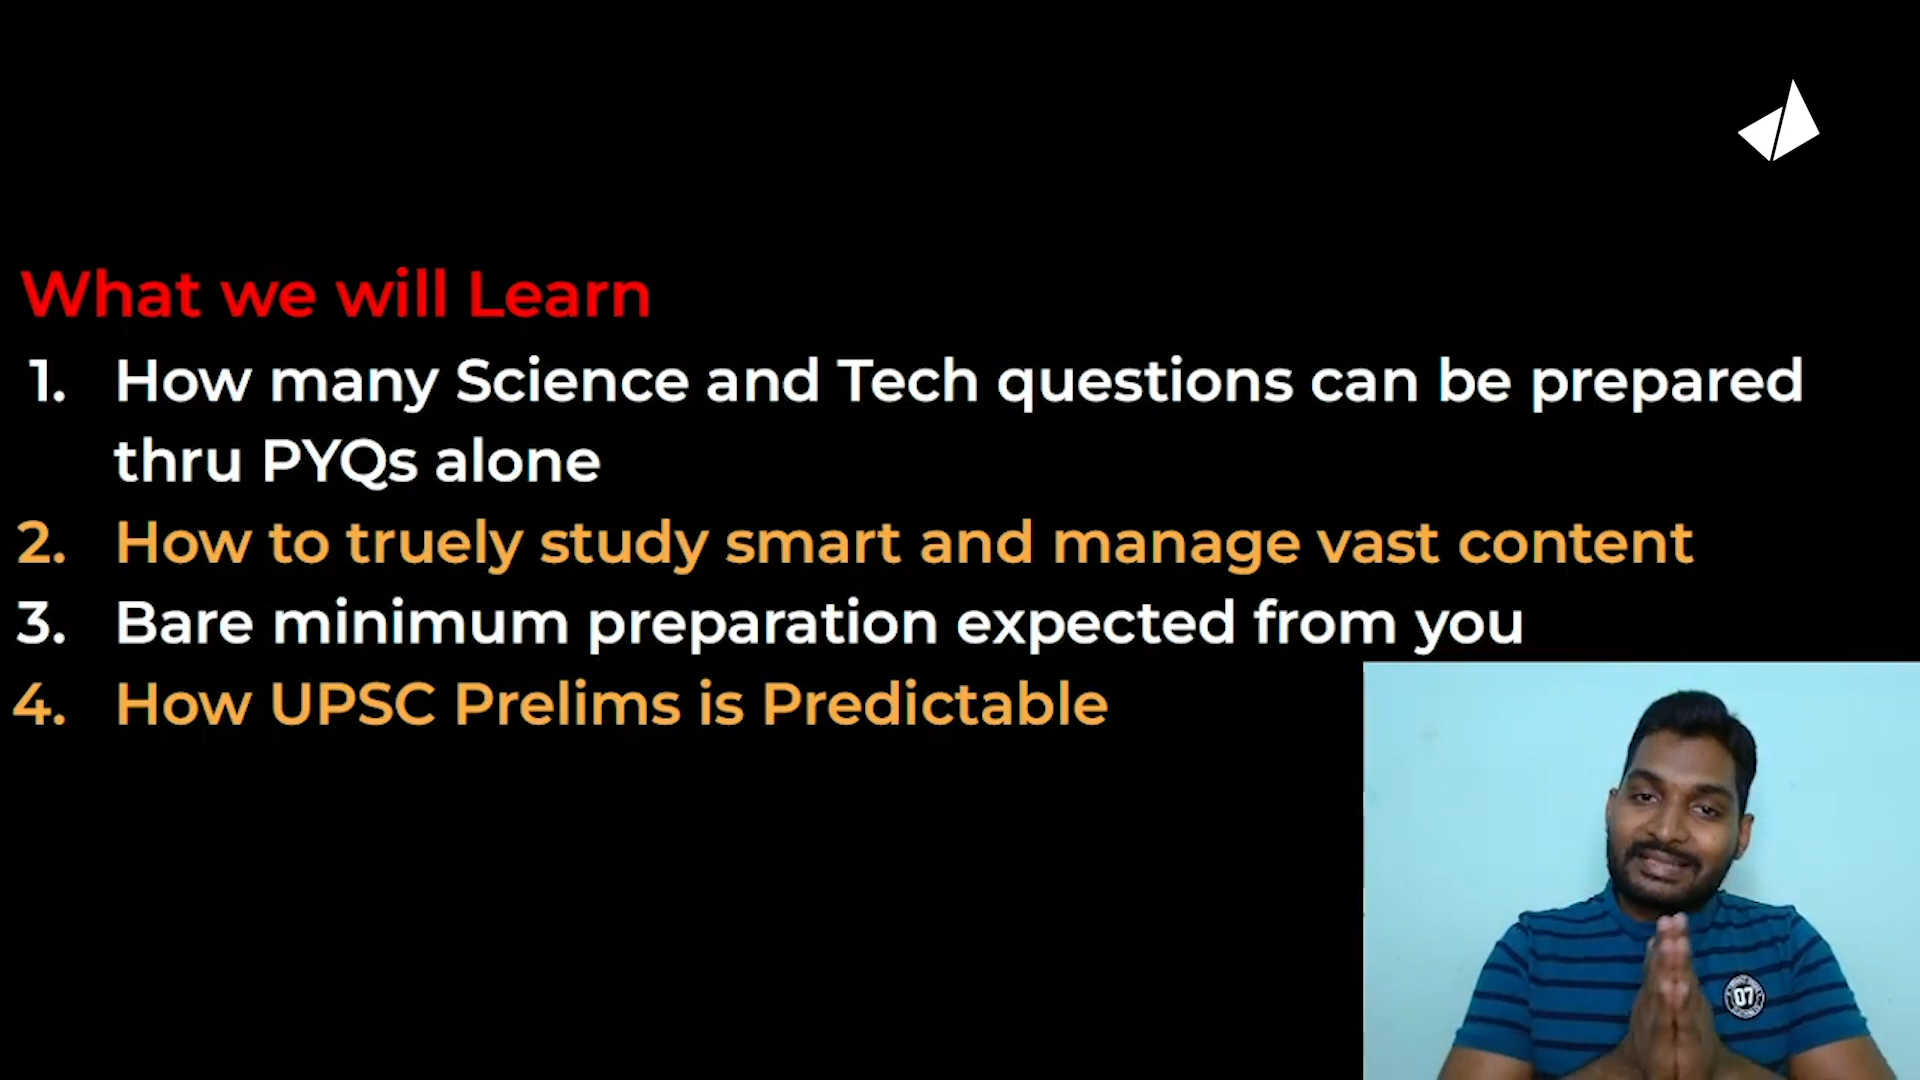 What we will Learn
1. How many Science and Tech questions can be prepared
thru PYQs alone
2. How to truely study smart and manage vast content
3. Bare minimum preparation expected from you
4. How UPSC Prelims is Predictable
07